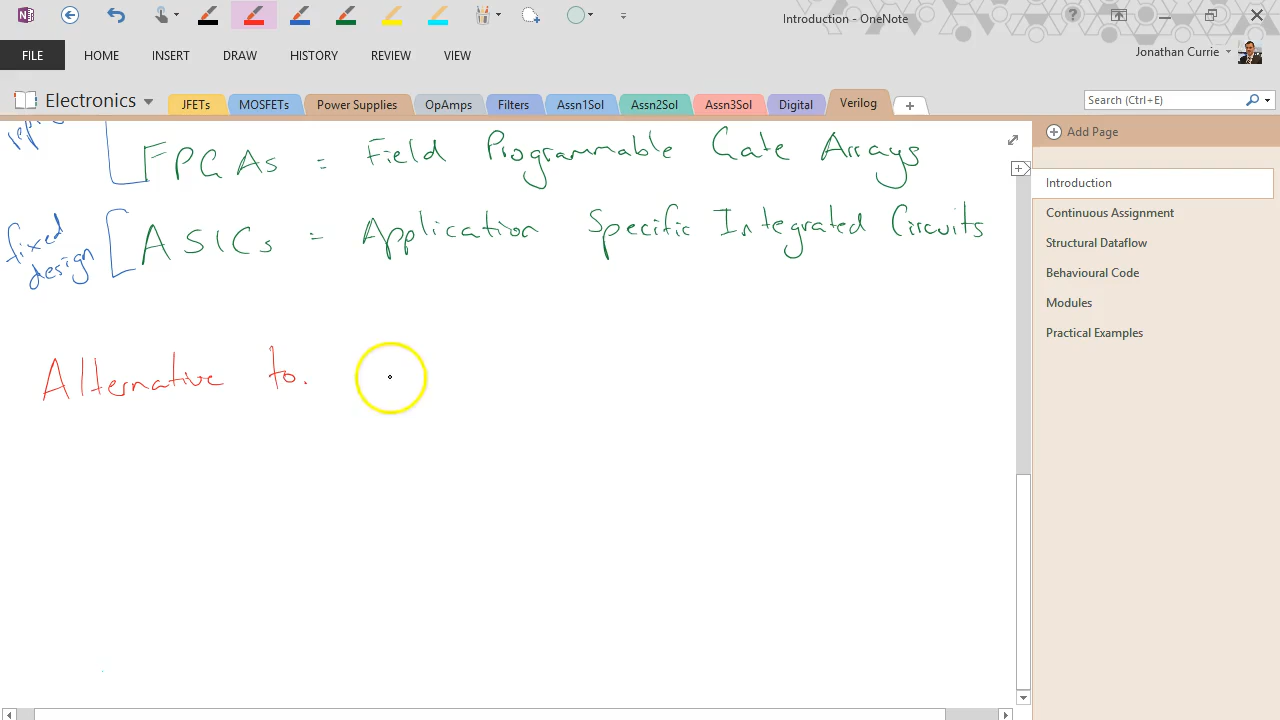 Introduction - OneNote
?
Jonathan Currie
FILE HOME INSERT DRAW HISTORY REVIEW VIEW
Electronics JFETs MOSFETs Power Supplies OpAmps Filters Assn1Sol Assn2Sol Assn3Sol Digital Verilog +
Search (Ctrl+E)
Add Page
Introduction
Continuous Assignment
Structural Dataflow
Behavioural Code
Modules
Practical Examples
FPGAs = Field Programmable Gate Arrays
fixed design
ASICs = Application Specific Integrated Circuits
Alternative to.